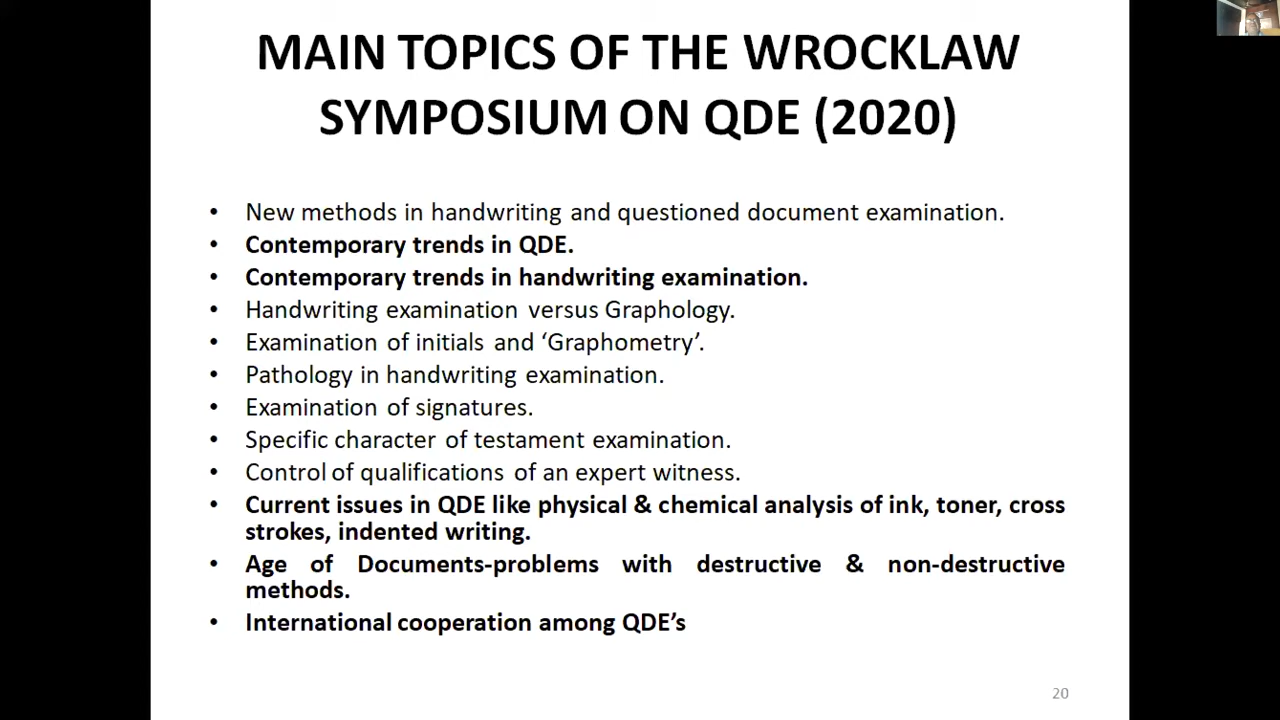 MAIN TOPICS OF THE WROCKLAW
SYMPOSIUM ON QDE (2020)
• New methods in handwriting and questioned document examination.
• Contemporary trends in QDE.
• Contemporary trends in handwriting examination.
• Handwriting examination versus Graphology.
• Examination of initials and ‘Graphometry’.
• Pathology in handwriting examination.
• Examination of signatures.
• Specific character of testament examination.
• Control of qualifications of an expert witness.
• Current issues in QDE like physical & chemical analysis of ink, toner, cross
strokes, indented writing.
• Age of Documents-problems with destructive & non-destructive
methods.
• International cooperation among QDE’s
20